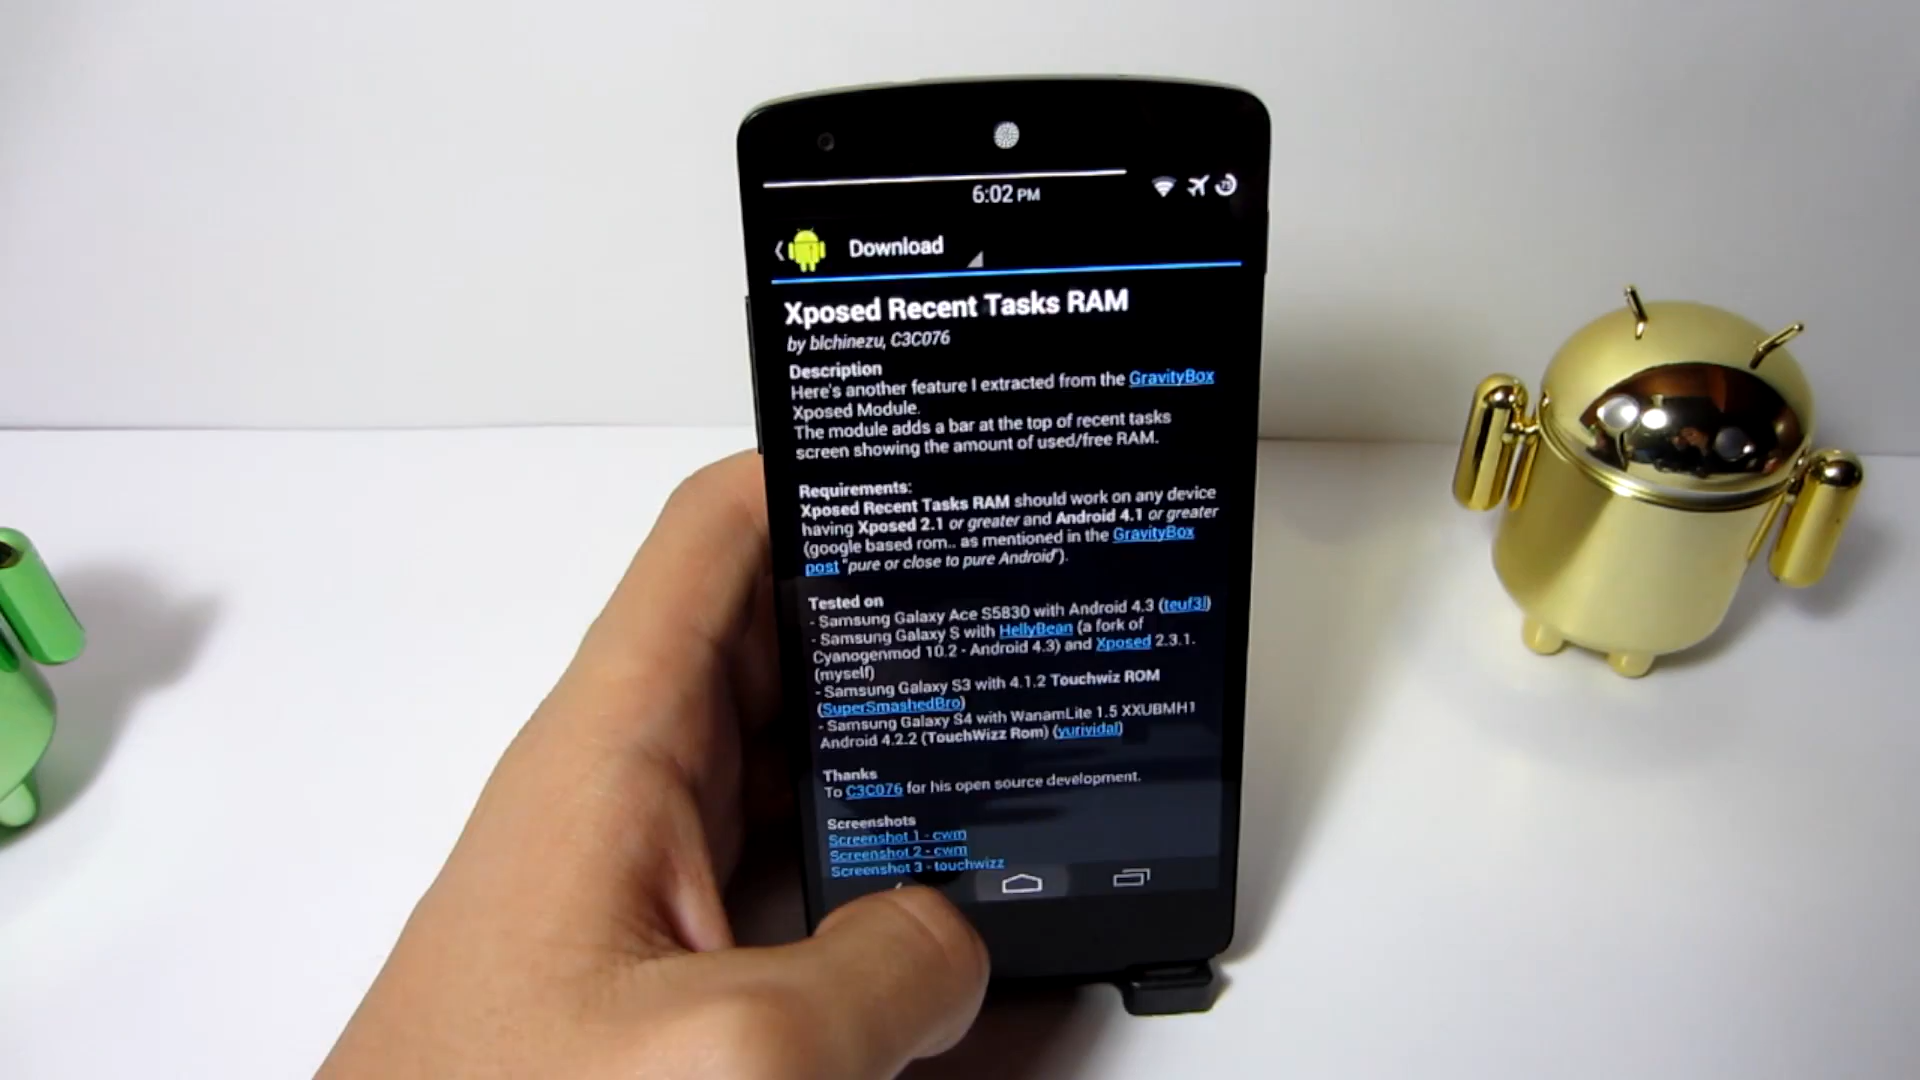 6:02 PM
73
Download
Xposed Recent Tasks RAM
by blchinezu, C3C076
Description
Here's another feature I extracted from the GravityBox
Xposed Module.
The module adds a bar at the top of recent tasks
screen showing the amount of used/free RAM.
Requirements:
Xposed Recent Tasks RAM should work on any device
having Xposed 2.1 or greater and Android 4.1 or greater
(google based rom.. as mentioned in the GravityBox
post "pure or close to pure Android").
Tested on
- Samsung Galaxy Ace S5830 with Android 4.3 (teuf3l)
- Samsung Galaxy S with HellyBean (a fork of
Cyanogenmod 10.2 - Android 4.3) and Xposed 2.3.1.
(myself)
- Samsung Galaxy S3 with 4.1.2 Touchwiz ROM
(SuperSmashedBro)
- Samsung Galaxy S4 with WanamLite 1.5 XXUBMH1
Android 4.2.2 (TouchWizz Rom) (yurividal)
Thanks
To C3C076 for his open source development.
Screenshots
Screenshot 1 - cwm
Screenshot 2 - cwm
Screenshot 3 - touchwizz